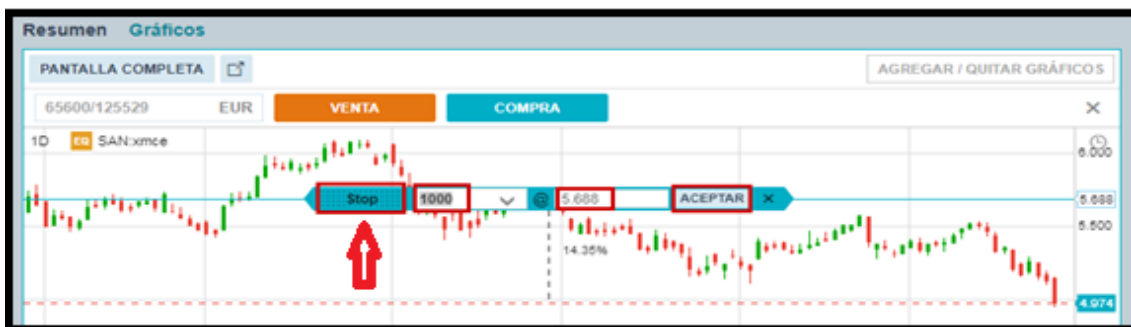 Resumen Gráficos
PANTALLA COMPLETA
AGREGAR / QUITAR GRÁFICOS
65600/125529 EUR VENTA COMPRA ×
1D EQ SAN:xmce
6.000
Stop 1000 @ 5.688 ACEPTAR × 5.688
5.500
14.35%
4.974